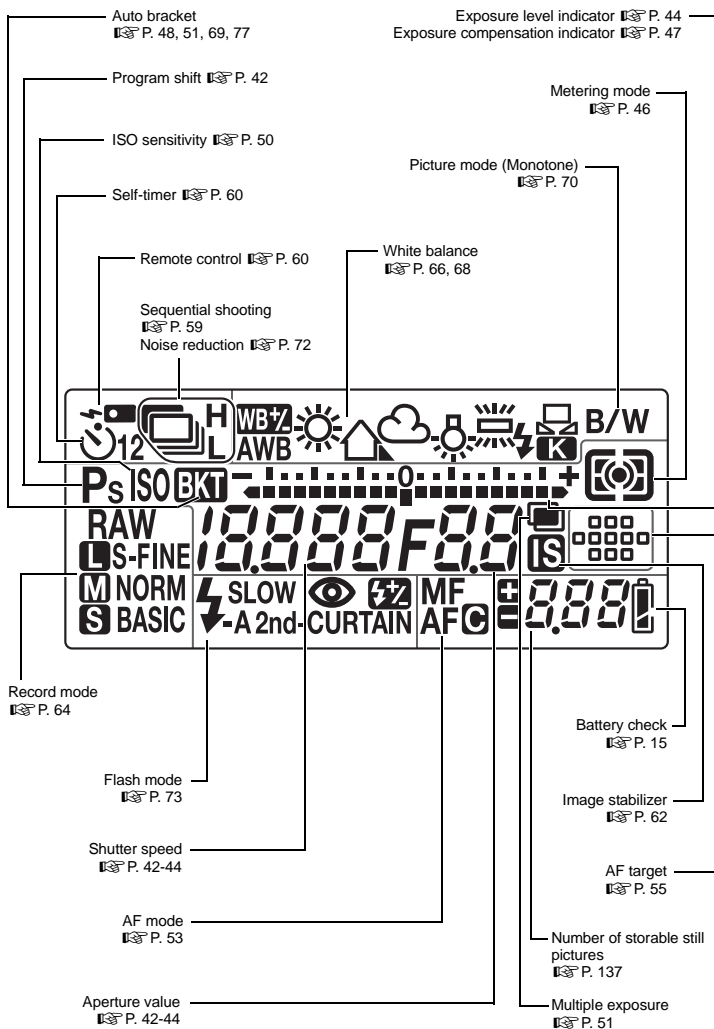 Auto bracket
☞ P. 48, 51, 69, 77
Exposure level indicator ☞ P. 44
Exposure compensation indicator ☞ P. 47
Program shift ☞ P. 42
Metering mode
☞ P. 46
ISO sensitivity ☞ P. 50
Picture mode (Monotone)
☞ P. 70
Self-timer ☞ P. 60
Remote control ☞ P. 60
White balance
☞ P. 66, 68
Sequential shooting
☞ P. 59
Noise reduction ☞ P. 72
12 H L WB+/- AWB K B/W
Ps ISO BKT - 0 +
RAW
L S-FINE 18.888 F8.8 IS
M NORM SLOW MF
S BASIC -A 2nd-CURTAIN AF C 8.88
Record mode
☞ P. 64
Battery check
☞ P. 15
Flash mode
☞ P. 73
Image stabilizer
☞ P. 62
Shutter speed
☞ P. 42-44
AF target
☞ P. 55
AF mode
☞ P. 53
Number of storable still
pictures
☞ P. 137
Aperture value
☞ P. 42-44
Multiple exposure
☞ P. 51